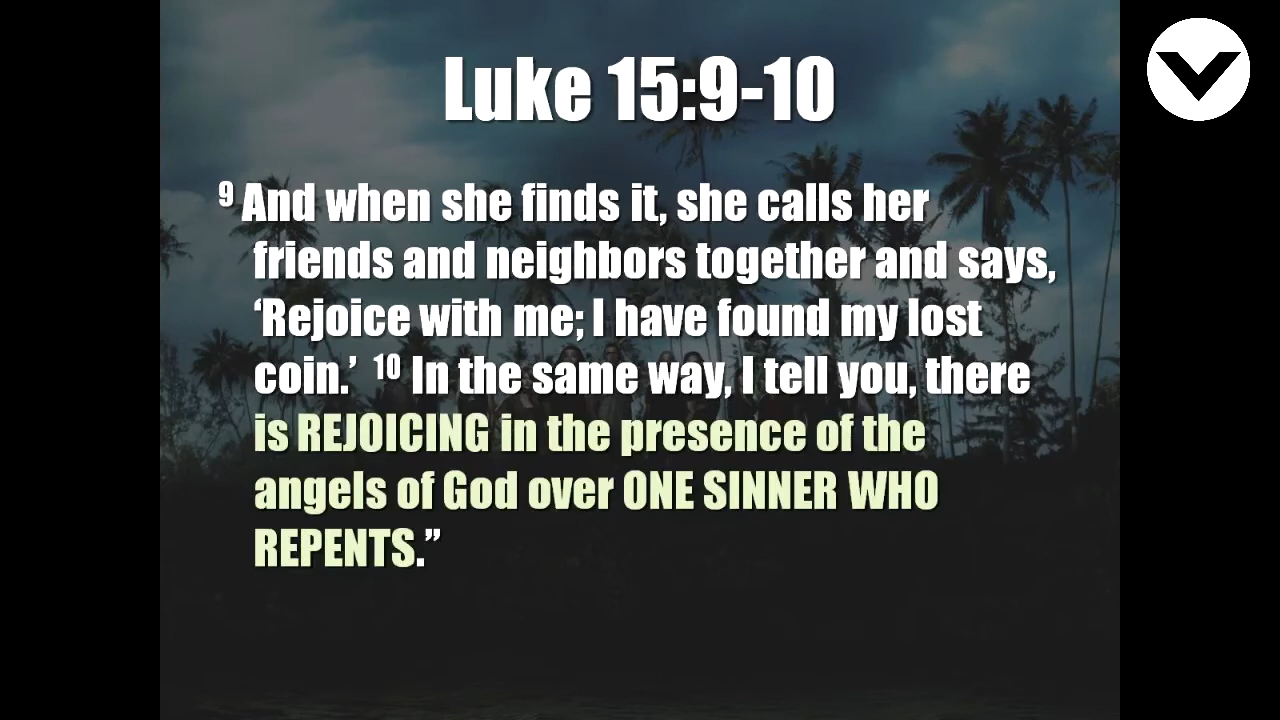 Luke 15:9-10
9 And when she finds it, she calls her
friends and neighbors together and says,
‘Rejoice with me; I have found my lost
coin.’ 10 In the same way, I tell you, there
is REJOICING in the presence of the
angels of God over ONE SINNER WHO
REPENTS.”